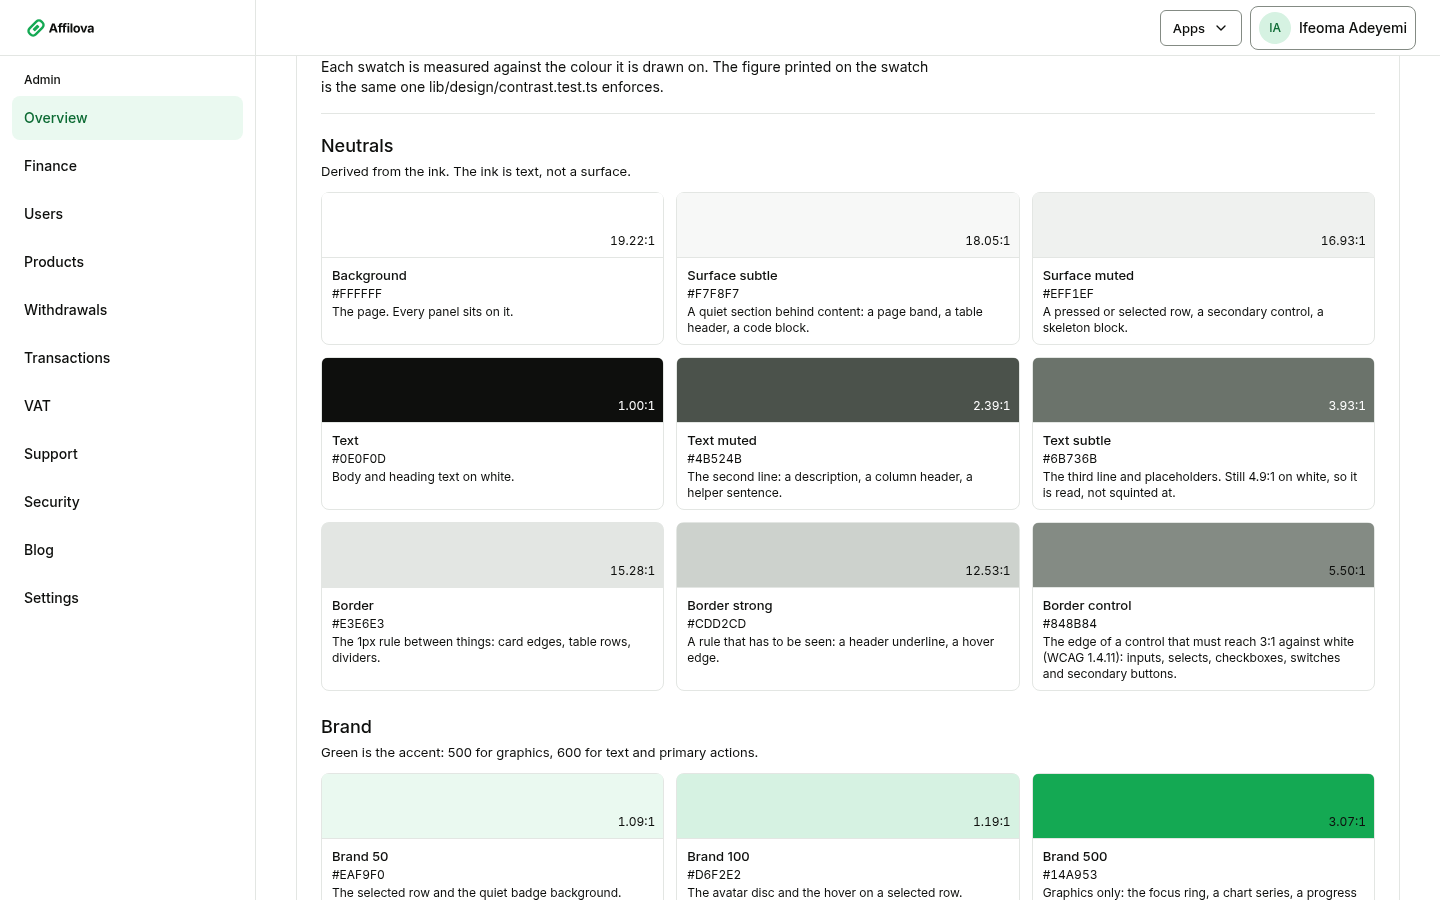 Affilova
Apps
IA
Ifeoma Adeyemi
Admin
Overview
Finance
Users
Products
Withdrawals
Transactions
VAT
Support
Security
Blog
Settings
Each swatch is measured against the colour it is drawn on. The figure printed on the swatch
is the same one lib/design/contrast.test.ts enforces.
Neutrals
Derived from the ink. The ink is text, not a surface.
19.22:1
Background
#FFFFFF
The page. Every panel sits on it.
18.05:1
Surface subtle
#F7F8F7
A quiet section behind content: a page band, a table
header, a code block.
16.93:1
Surface muted
#EFF1EF
A pressed or selected row, a secondary control, a
skeleton block.
1.00:1
Text
#0E0F0D
Body and heading text on white.
2.39:1
Text muted
#4B524B
The second line: a description, a column header, a
helper sentence.
3.93:1
Text subtle
#6B736B
The third line and placeholders. Still 4.9:1 on white, so it
is read, not squinted at.
15.28:1
Border
#E3E6E3
The 1px rule between things: card edges, table rows,
dividers.
12.53:1
Border strong
#CDD2CD
A rule that has to be seen: a header underline, a hover
edge.
5.50:1
Border control
#848B84
The edge of a control that must reach 3:1 against white
(WCAG 1.4.11): inputs, selects, checkboxes, switches
and secondary buttons.
Brand
Green is the accent: 500 for graphics, 600 for text and primary actions.
1.09:1
Brand 50
#EAF9F0
The selected row and the quiet badge background.
1.19:1
Brand 100
#D6F2E2
The avatar disc and the hover on a selected row.
3.07:1
Brand 500
#14A953
Graphics only: the focus ring, a chart series, a progress